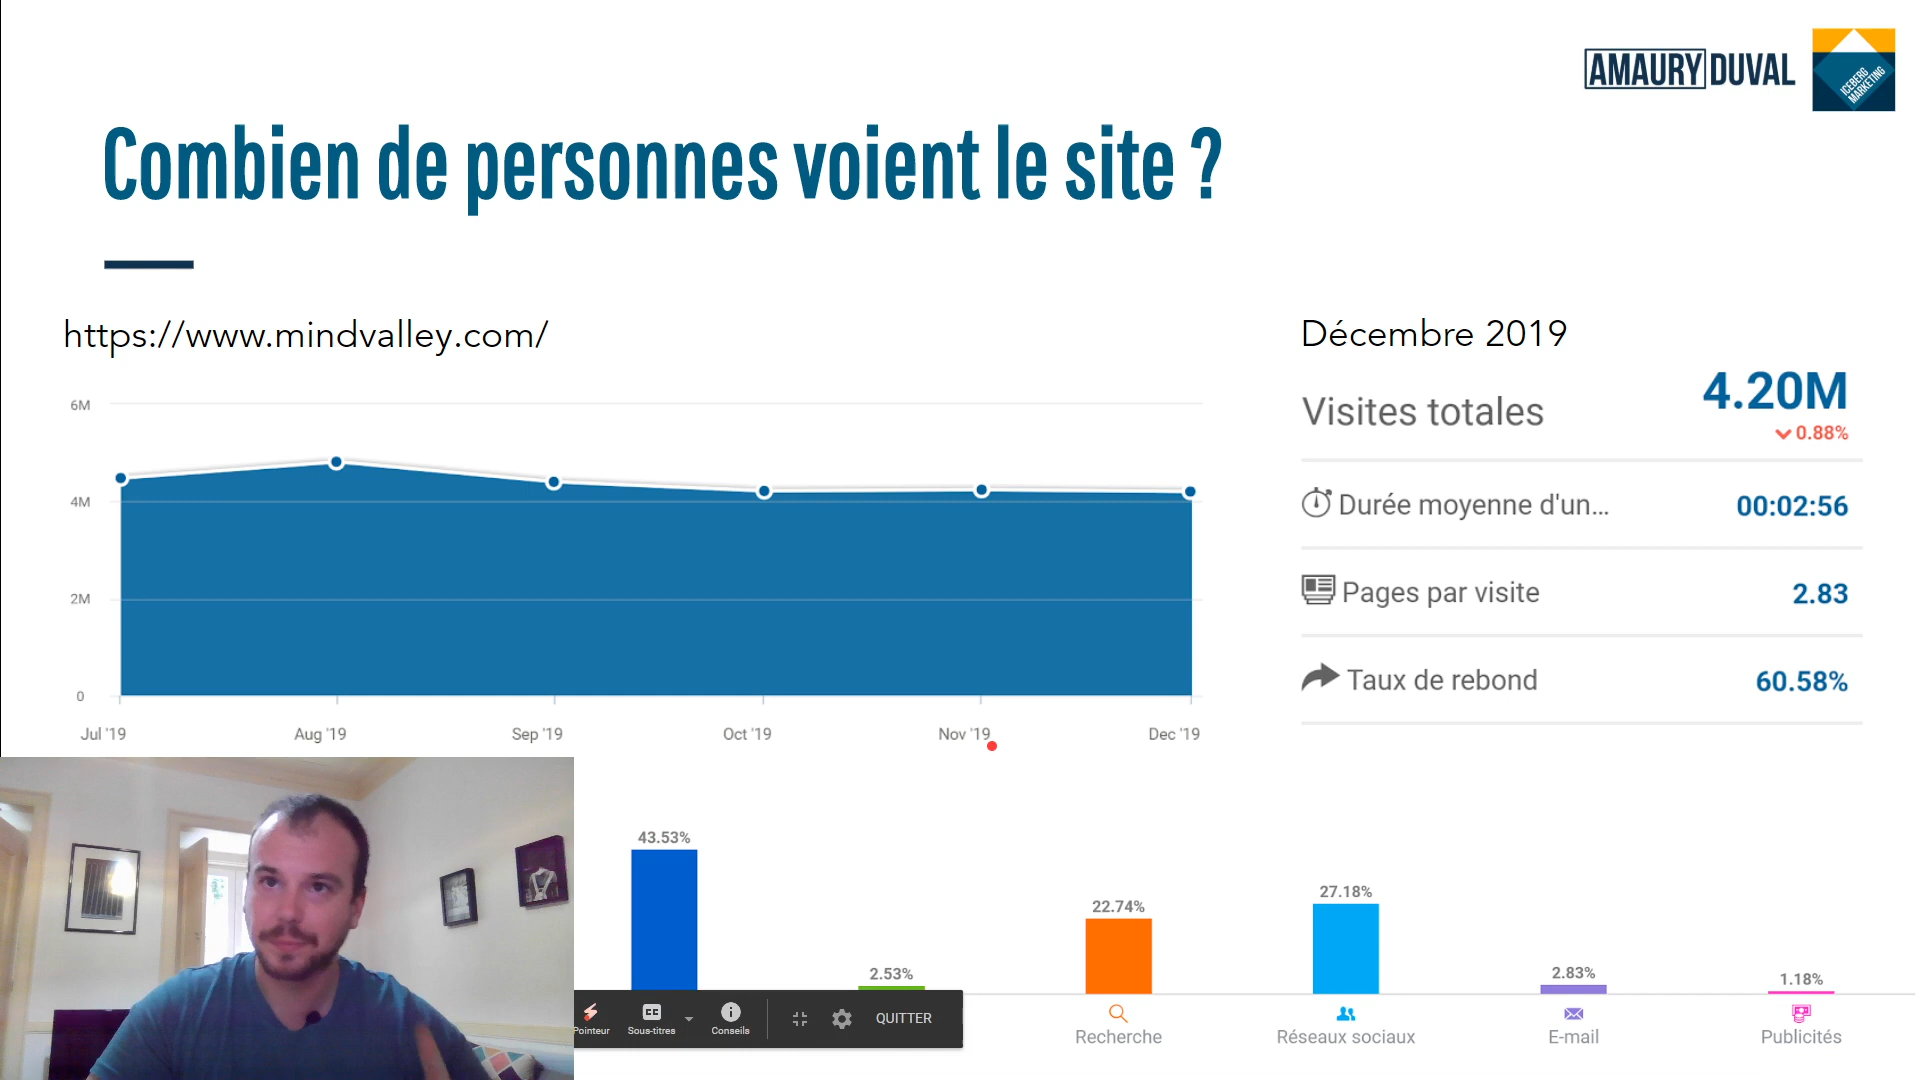 AMAURY DUVAL
ICEBERG
MARKETING
Combien de personnes voient le site ?
https://www.mindvalley.com/
Décembre 2019
6M
4M
2M
0
Jul '19
Aug '19
Sep '19
Oct '19
Nov '19
Dec '19
Visites totales
4.20M
0.88%
Durée moyenne d'un...
00:02:56
Pages par visite
2.83
Taux de rebond
60.58%
43.53%
2.53%
22.74%
27.18%
2.83%
1.18%
Pointeur
CC
Sous-titres
Conseils
QUITTER
Recherche
Réseaux sociaux
E-mail
Publicités